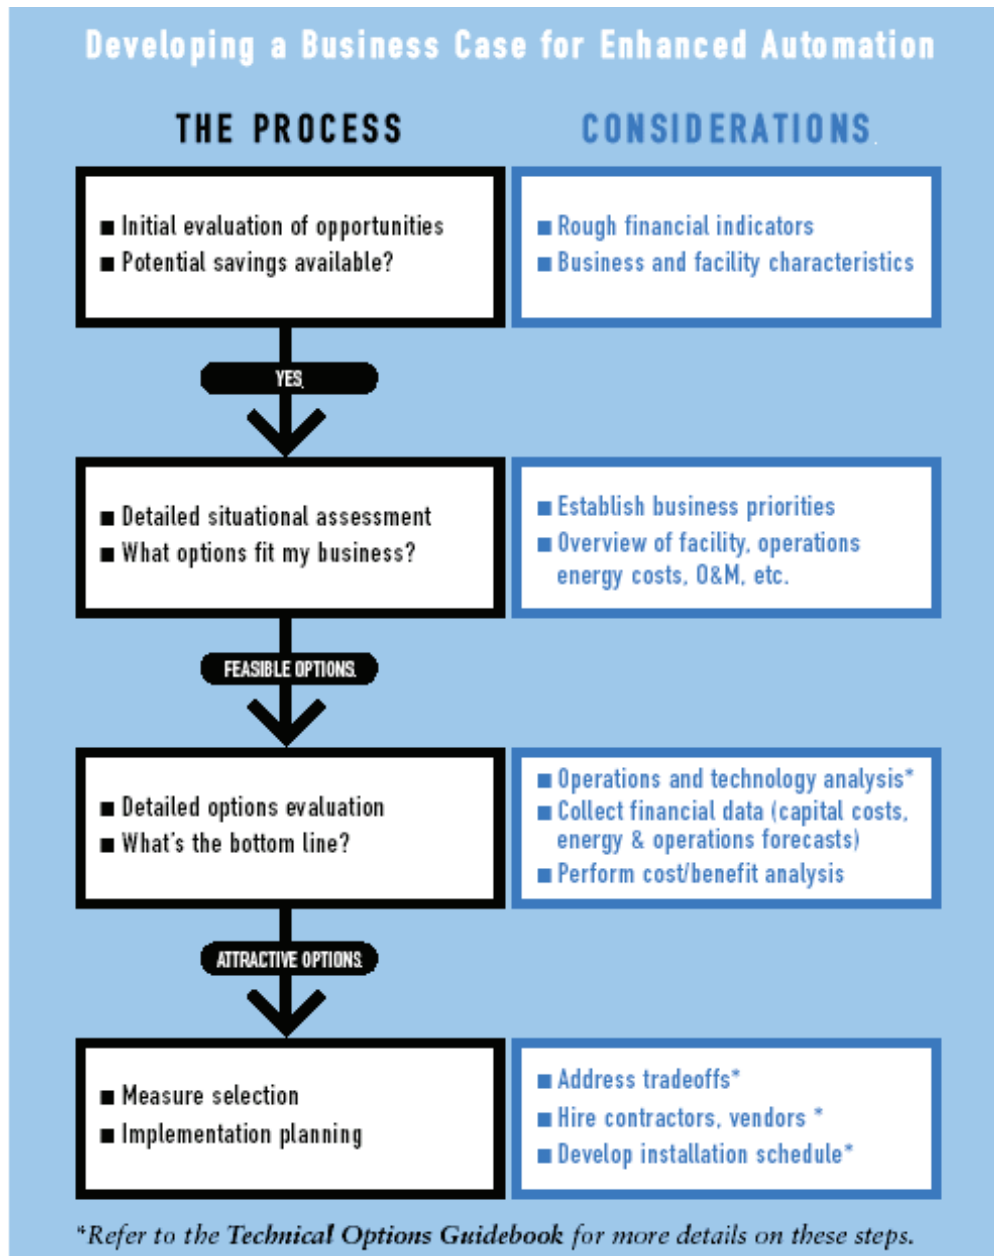 Developing a Business Case for Enhanced Automation
THE PROCESS
CONSIDERATIONS
■ Initial evaluation of opportunities
■ Potential savings available?
■ Rough financial indicators
■ Business and facility characteristics
YES
■ Detailed situational assessment
■ What options fit my business?
■ Establish business priorities
■ Overview of facility, operations
energy costs, O&M, etc.
FEASIBLE OPTIONS
■ Detailed options evaluation
■ What's the bottom line?
■ Operations and technology analysis*
■ Collect financial data (capital costs,
energy & operations forecasts)
■ Perform cost/benefit analysis
ATTRACTIVE OPTIONS
■ Measure selection
■ Implementation planning
■ Address tradeoffs*
■ Hire contractors, vendors *
■ Develop installation schedule*
*Refer to the Technical Options Guidebook for more details on these steps.